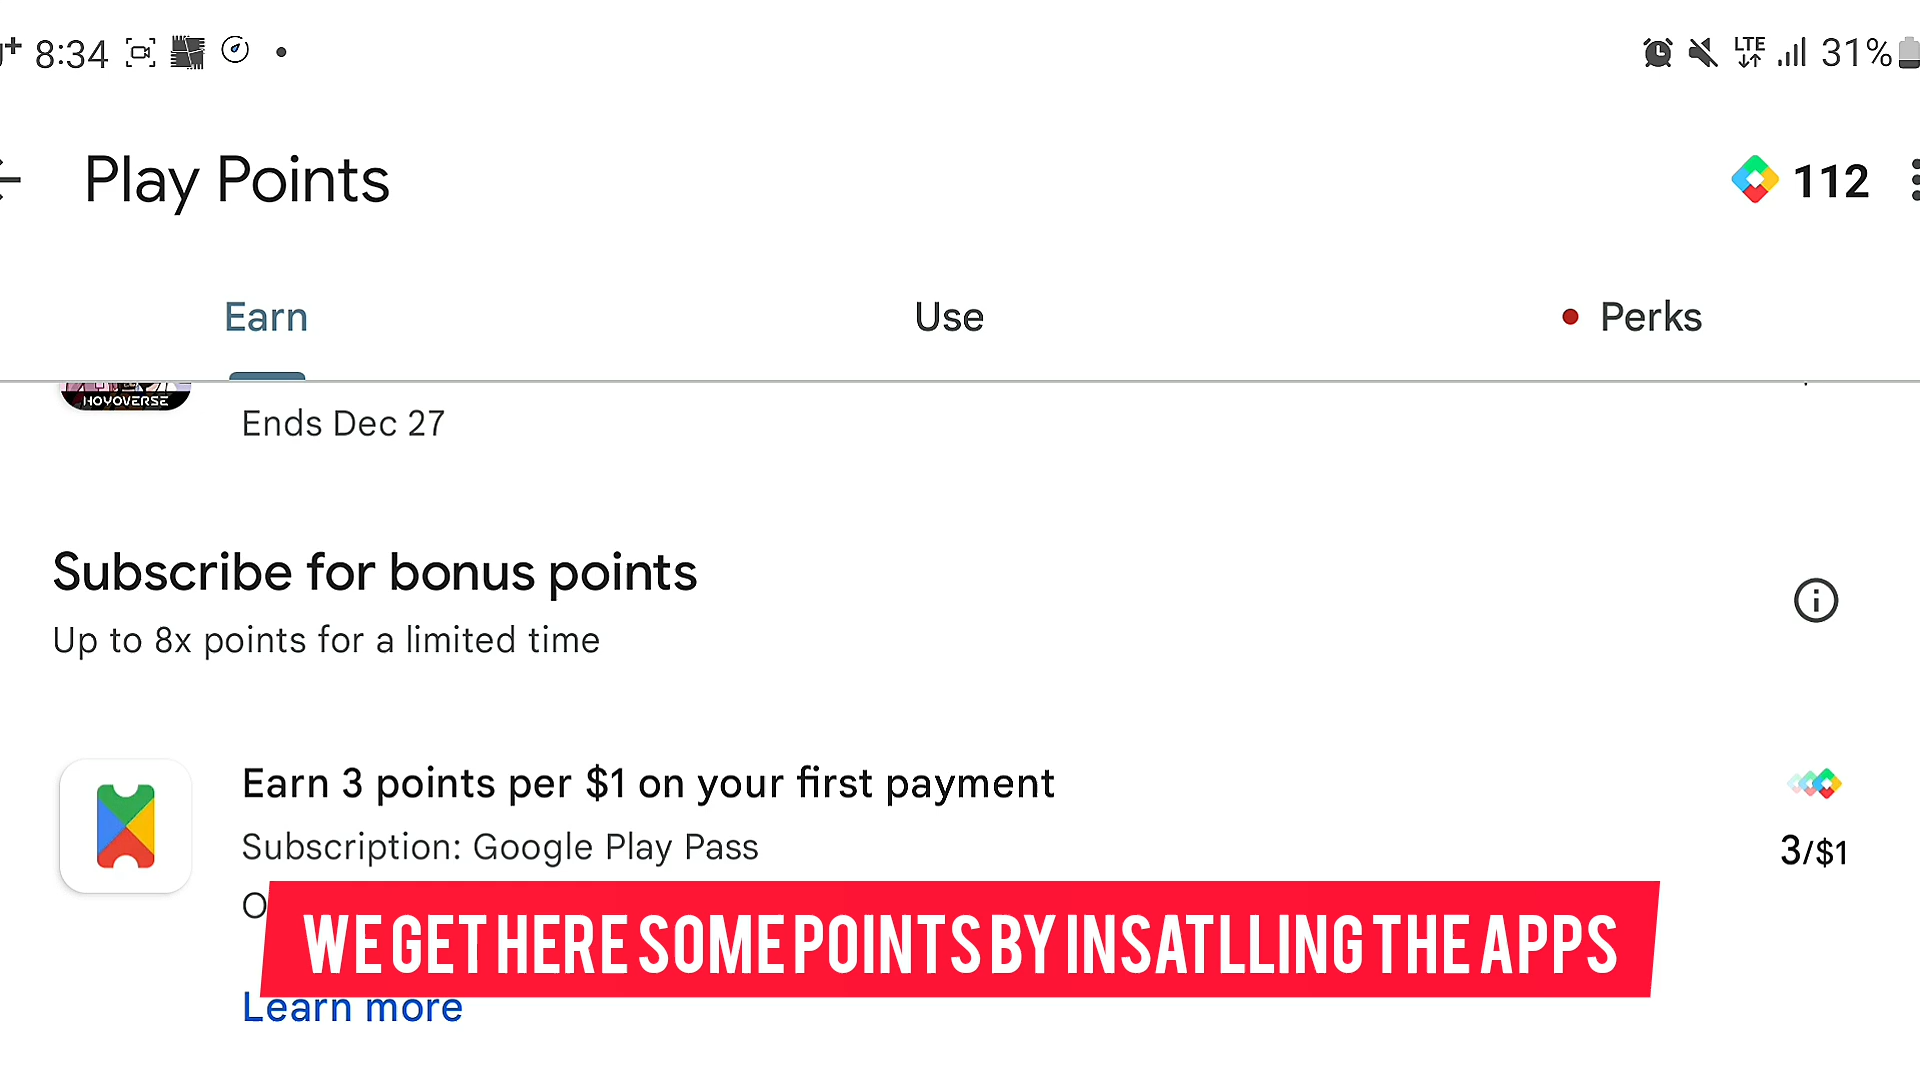 8:34
LTE 31%
Play Points
112
Earn Use Perks
HOYOVERSE
Ends Dec 27
Subscribe for bonus points
Up to 8x points for a limited time
Earn 3 points per $1 on your first payment
Subscription: Google Play Pass
3/$1
WE GET HERE SOME POINTS BY INSATLLING THE APPS
Learn more